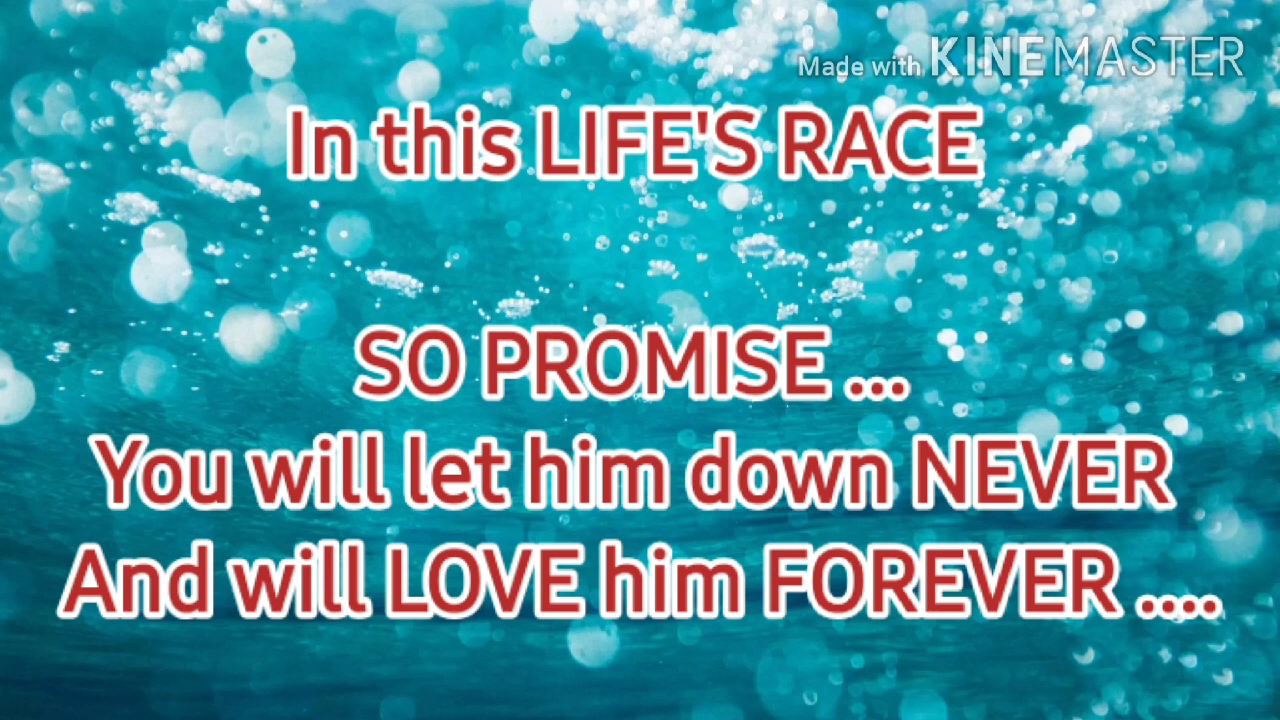 Made with KINEMASTER
In this LIFE'S RACE
SO PROMISE ...
You will let him down NEVER
And will LOVE him FOREVER ....